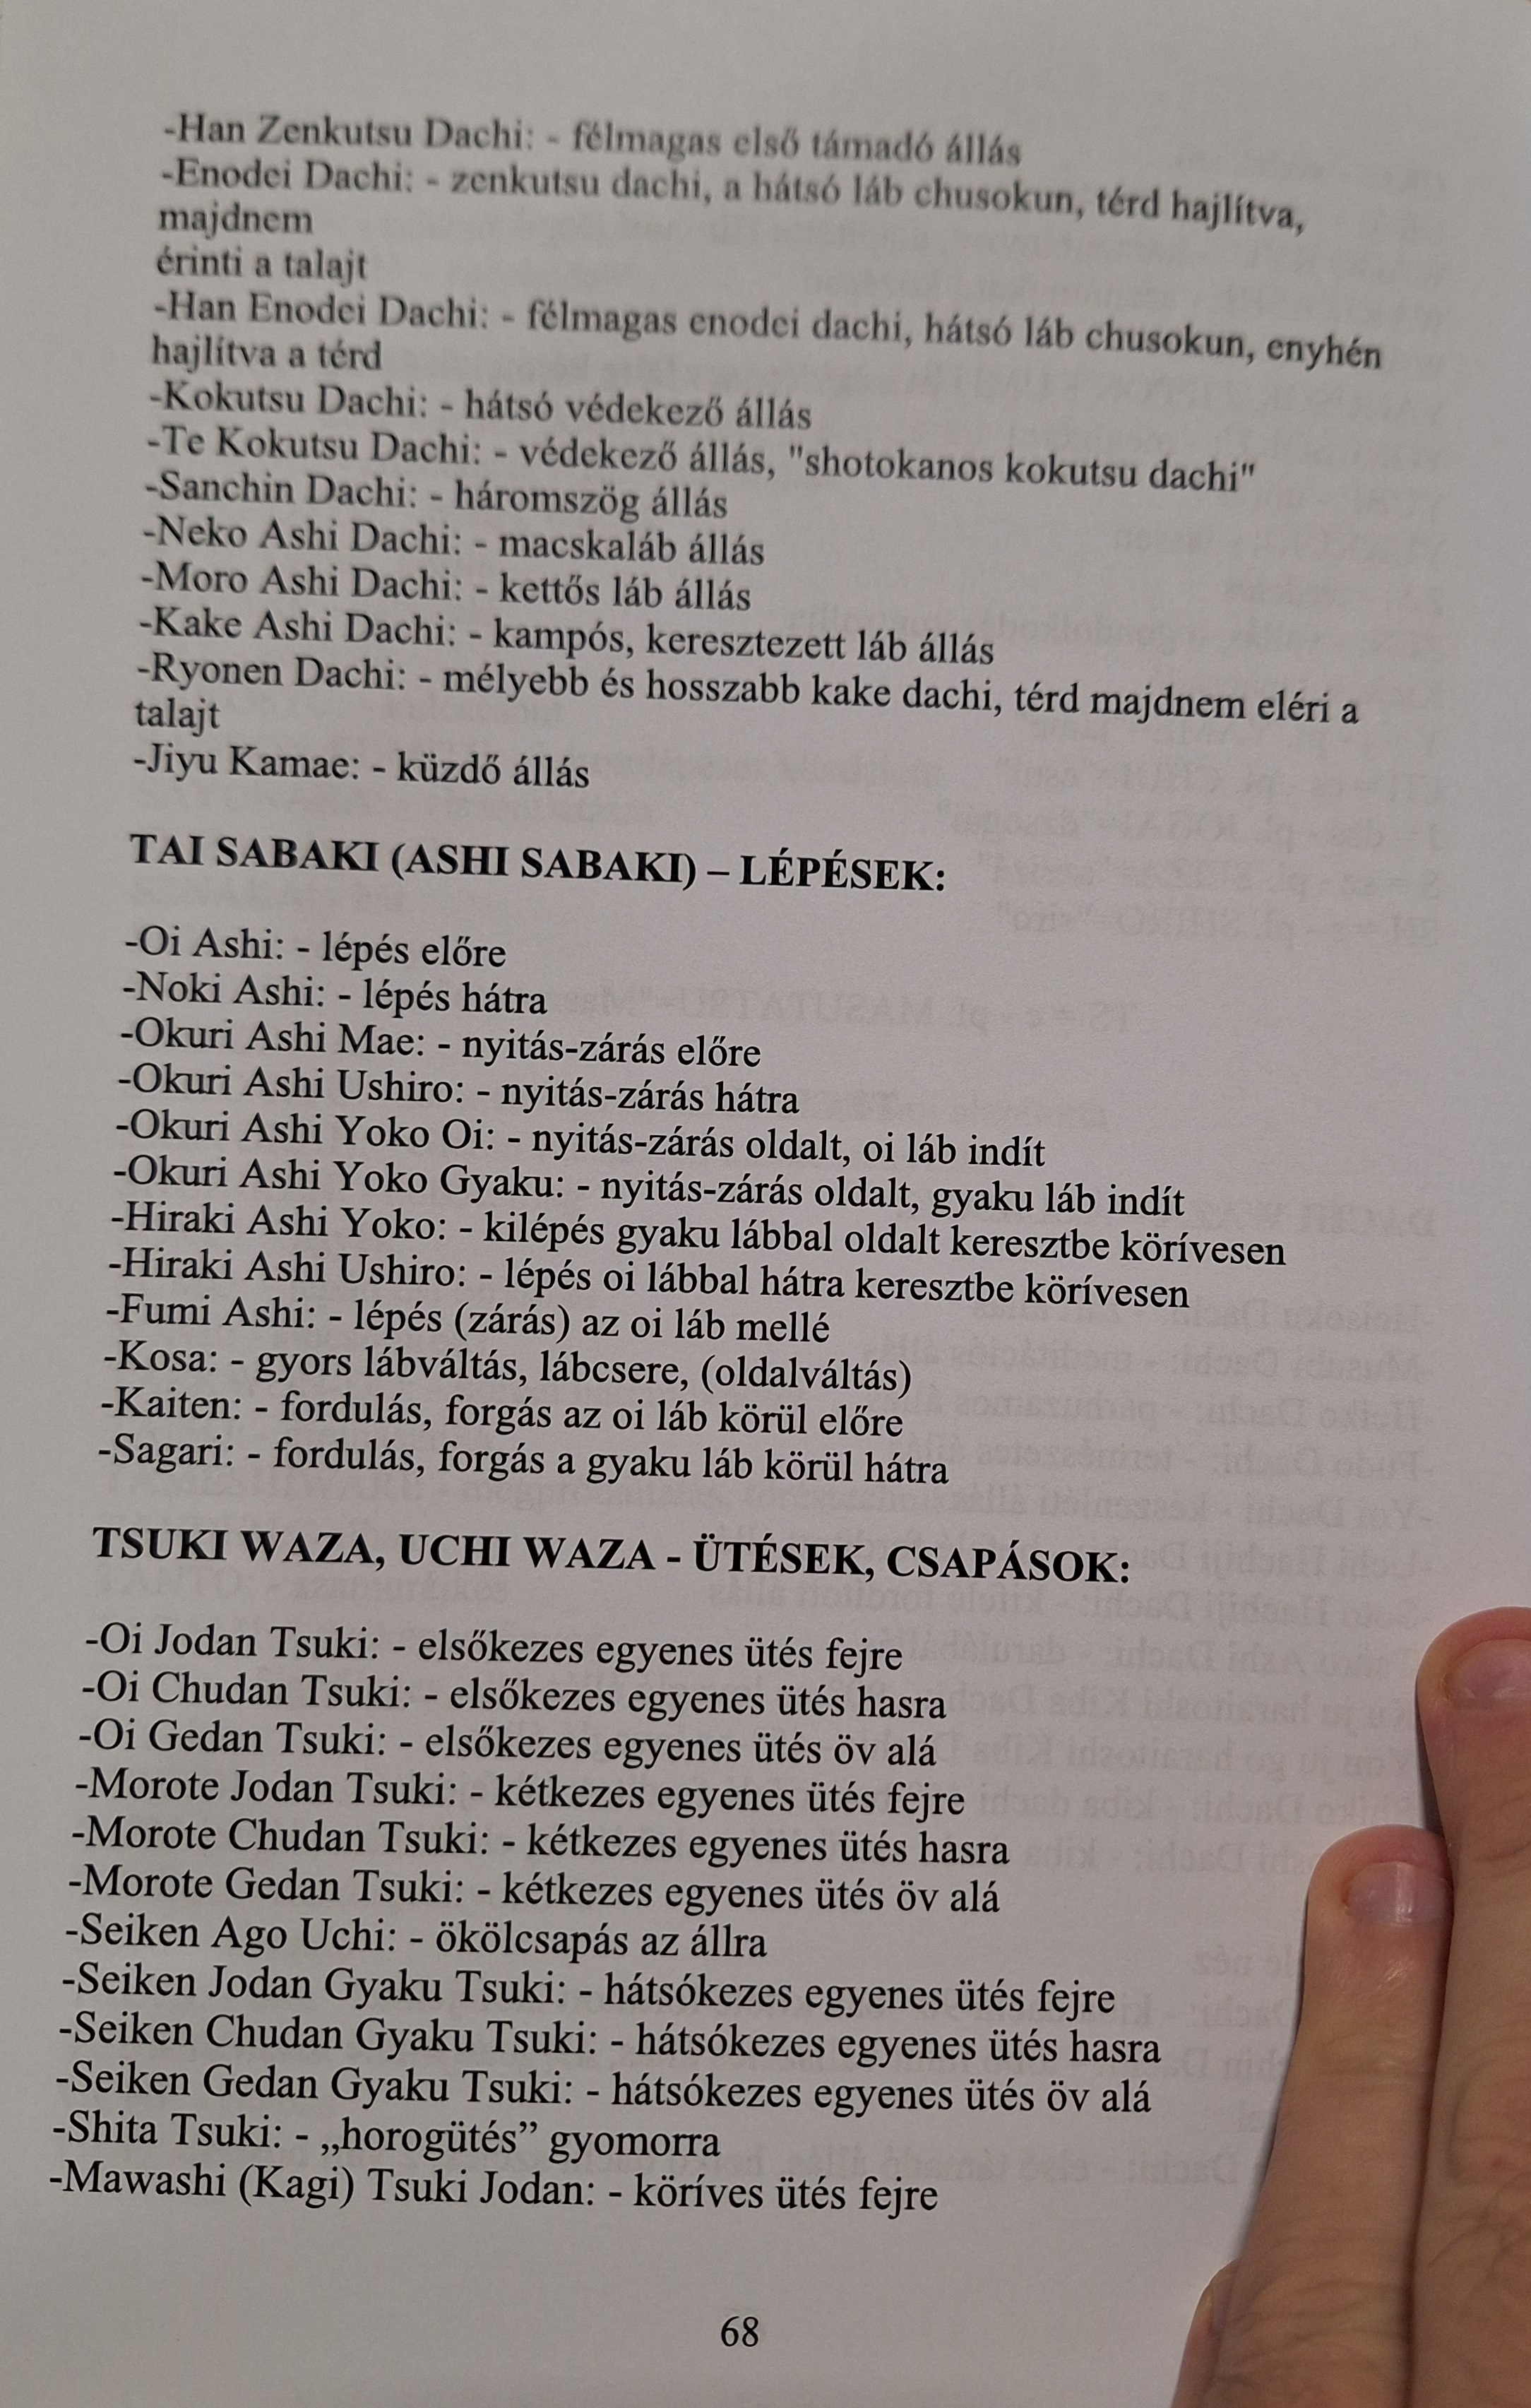 -Han Zenkutsu Dachi: - félmagas első támadó állás
-Enodei Dachi: - zenkutsu dachi, a hátsó láb chusokun, térd hajlítva,
majdnem
érinti a talajt
-Han Enodei Dachi: - félmagas enodei dachi, hátsó láb chusokun, enyhén
hajlítva a térd
-Kokutsu Dachi: - hátsó védekező állás
-Te Kokutsu Dachi: - védekező állás, "shotokanos kokutsu dachi"
-Sanchin Dachi: - háromszög állás
-Neko Ashi Dachi: - macskaláb állás
-Moro Ashi Dachi: - kettős láb állás
-Kake Ashi Dachi: - kampós, keresztezett láb állás
-Ryonen Dachi: - mélyebb és hosszabb kake dachi, térd majdnem eléri a
talajt
-Jiyu Kamae: - küzdő állás
TAI SABAKI (ASHI SABAKI) – LÉPÉSEK:
-Oi Ashi: - lépés előre
-Noki Ashi: - lépés hátra
-Okuri Ashi Mae: - nyitás-zárás előre
-Okuri Ashi Ushiro: - nyitás-zárás hátra
-Okuri Ashi Yoko Oi: - nyitás-zárás oldalt, oi láb indít
-Okuri Ashi Yoko Gyaku: - nyitás-zárás oldalt, gyaku láb indít
-Hiraki Ashi Yoko: - kilépés gyaku lábbal oldalt keresztbe körívesen
-Hiraki Ashi Ushiro: - lépés oi lábbal hátra keresztbe körívesen
-Fumi Ashi: - lépés (zárás) az oi láb mellé
-Kosa: - gyors lábváltás, lábcsere, (oldalváltás)
-Kaiten: - fordulás, forgás az oi láb körül előre
-Sagari: - fordulás, forgás a gyaku láb körül hátra
TSUKI WAZA, UCHI WAZA - ÜTÉSEK, CSAPÁSOK:
-Oi Jodan Tsuki: - elsőkezes egyenes ütés fejre
-Oi Chudan Tsuki: - elsőkezes egyenes ütés hasra
-Oi Gedan Tsuki: - elsőkezes egyenes ütés öv alá
-Morote Jodan Tsuki: - kétkezes egyenes ütés fejre
-Morote Chudan Tsuki: - kétkezes egyenes ütés hasra
-Morote Gedan Tsuki: - kétkezes egyenes ütés öv alá
-Seiken Ago Uchi: - ökölcsapás az állra
-Seiken Jodan Gyaku Tsuki: - hátsókezes egyenes ütés fejre
-Seiken Chudan Gyaku Tsuki: - hátsókezes egyenes ütés hasra
-Seiken Gedan Gyaku Tsuki: - hátsókezes egyenes ütés öv alá
-Shita Tsuki: - „horogütés” gyomorra
-Mawashi (Kagi) Tsuki Jodan: - köríves ütés fejre
68